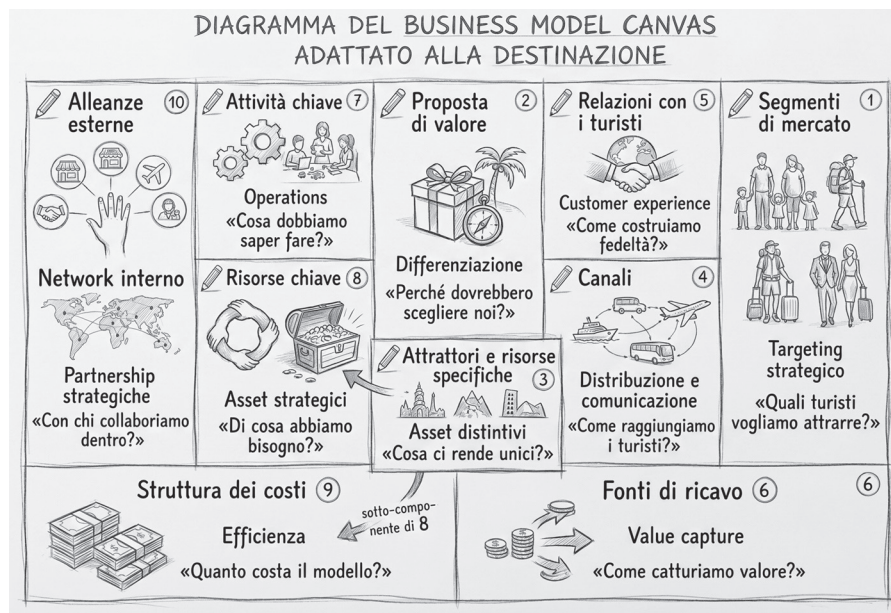 DIAGRAMMA DEL BUSINESS MODEL CANVAS
ADATTATO ALLA DESTINAZIONE
Alleanze
esterne
10
Network interno
Partnership
strategiche
«Con chi collaboriamo
dentro?»
Attività chiave 7
Operations
«Cosa dobbiamo
saper fare?»
Risorse chiave 8
Asset strategici
«Di cosa abbiamo
bisogno?»
Proposta
di valore
2
Differenziazione
«Perché dovrebbero
scegliere noi?»
Attrattori e risorse
specifiche 3
Asset distintivi
«Cosa ci rende unici?»
Relazioni con
i turisti
5
Customer experience
«Come costruiamo
fedeltà?»
Canali 4
Distribuzione e
comunicazione
«Come raggiungiamo
i turisti?»
Segmenti
di mercato
1
Targeting
strategico
«Quali turisti
vogliamo attrarre?»
Struttura dei costi 9
Efficienza
«Quanto costa il modello?»
sotto-compo-
nente di 8
Fonti di ricavo 6
6
Value capture
«Come catturiamo valore?»